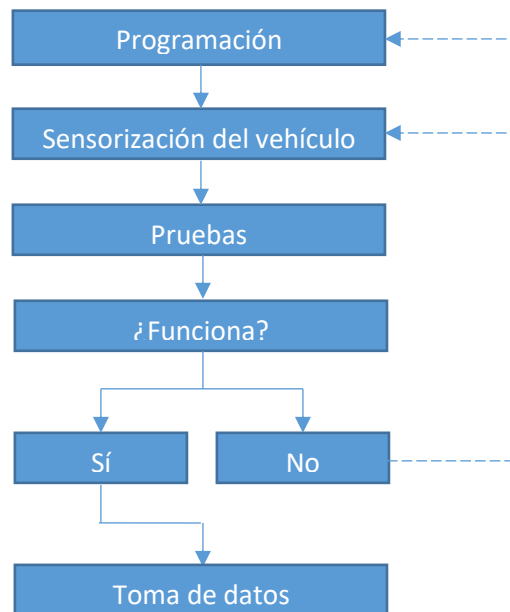 Programación
Sensorización del vehículo
Pruebas
¿Funciona?
Sí
No
Toma de datos